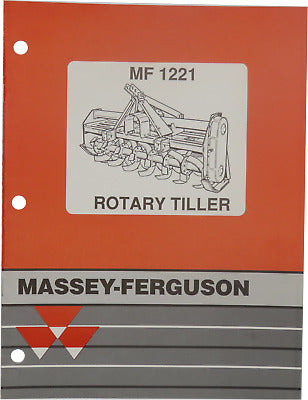 MF 1221
ROTARY TILLER
MASSEY-FERGUSON